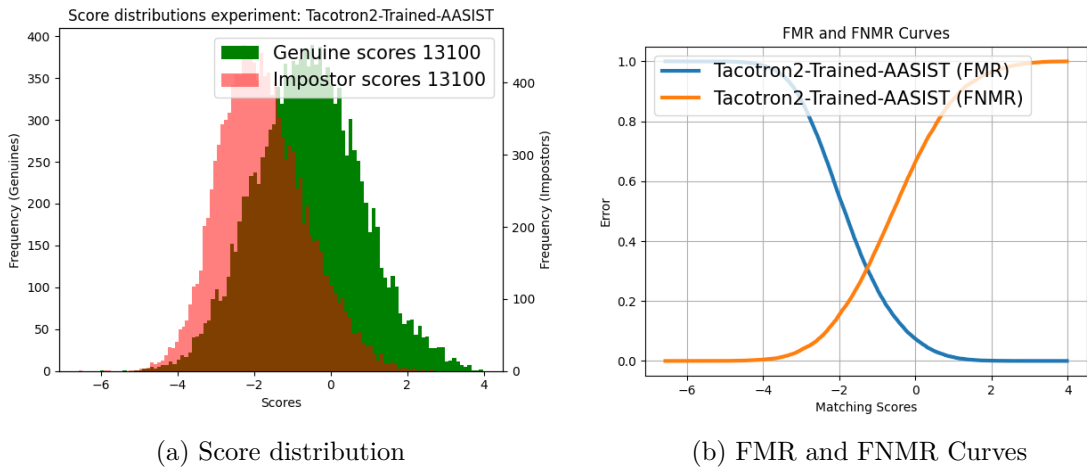 Score distributions experiment: Tacotron2-Trained-AASIST
Genuine scores 13100
Impostor scores 13100
400
350
300
250
200
150
100
50
0
Frequency (Genuines)
400
300
200
100
0
Frequency (Impostors)
−6 −4 −2 0 2 4
Scores
(a) Score distribution
FMR and FNMR Curves
Tacotron2-Trained-AASIST (FMR)
Tacotron2-Trained-AASIST (FNMR)
1.0
0.8
0.6
0.4
0.2
0.0
Error
−6 −4 −2 0 2 4
Matching Scores
(b) FMR and FNMR Curves